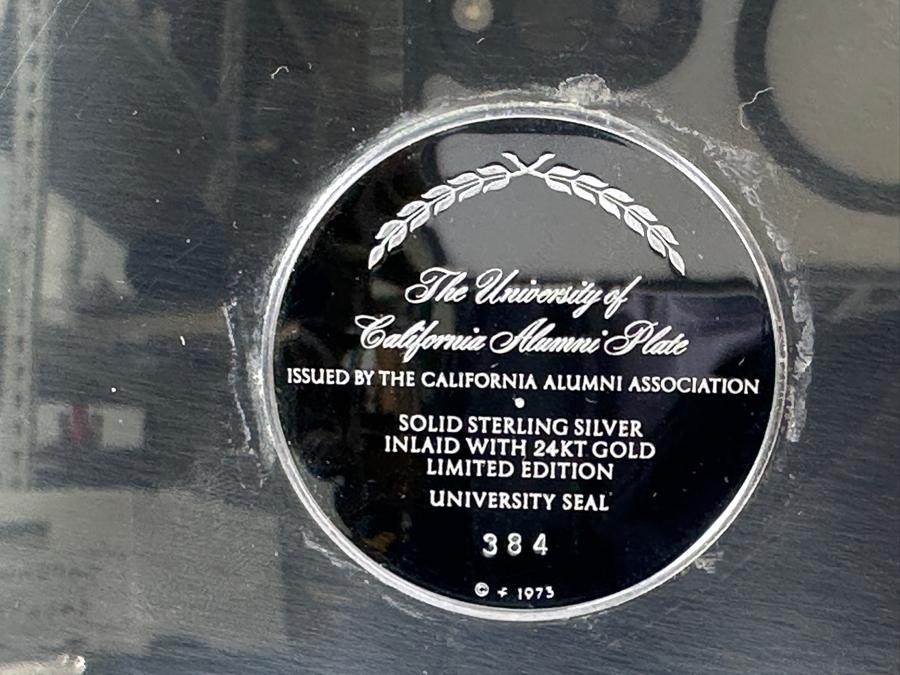 The University of
California Alumni Plate
ISSUED BY THE CALIFORNIA ALUMNI ASSOCIATION
SOLID STERLING SILVER
INLAID WITH 24KT GOLD
LIMITED EDITION
UNIVERSITY SEAL
384
© f 1973